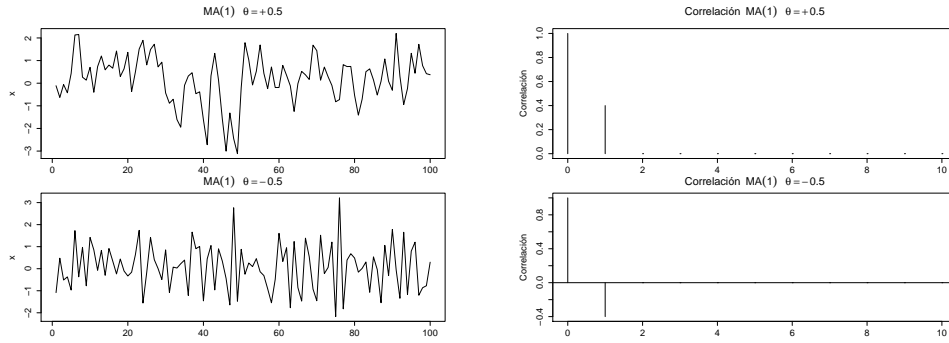 MA(1) θ=+0.5
x
2
1
0
−1
−2
−3
0 20 40 60 80 100
Correlación MA(1) θ=+0.5
Correlación
1.0
0.8
0.6
0.4
0.2
0.0
0 2 4 6 8 10
MA(1) θ=−0.5
x
3
2
1
0
−1
−2
0 20 40 60 80 100
Correlación MA(1) θ=−0.5
Correlación
0.8
0.4
0.0
−0.4
0 2 4 6 8 10